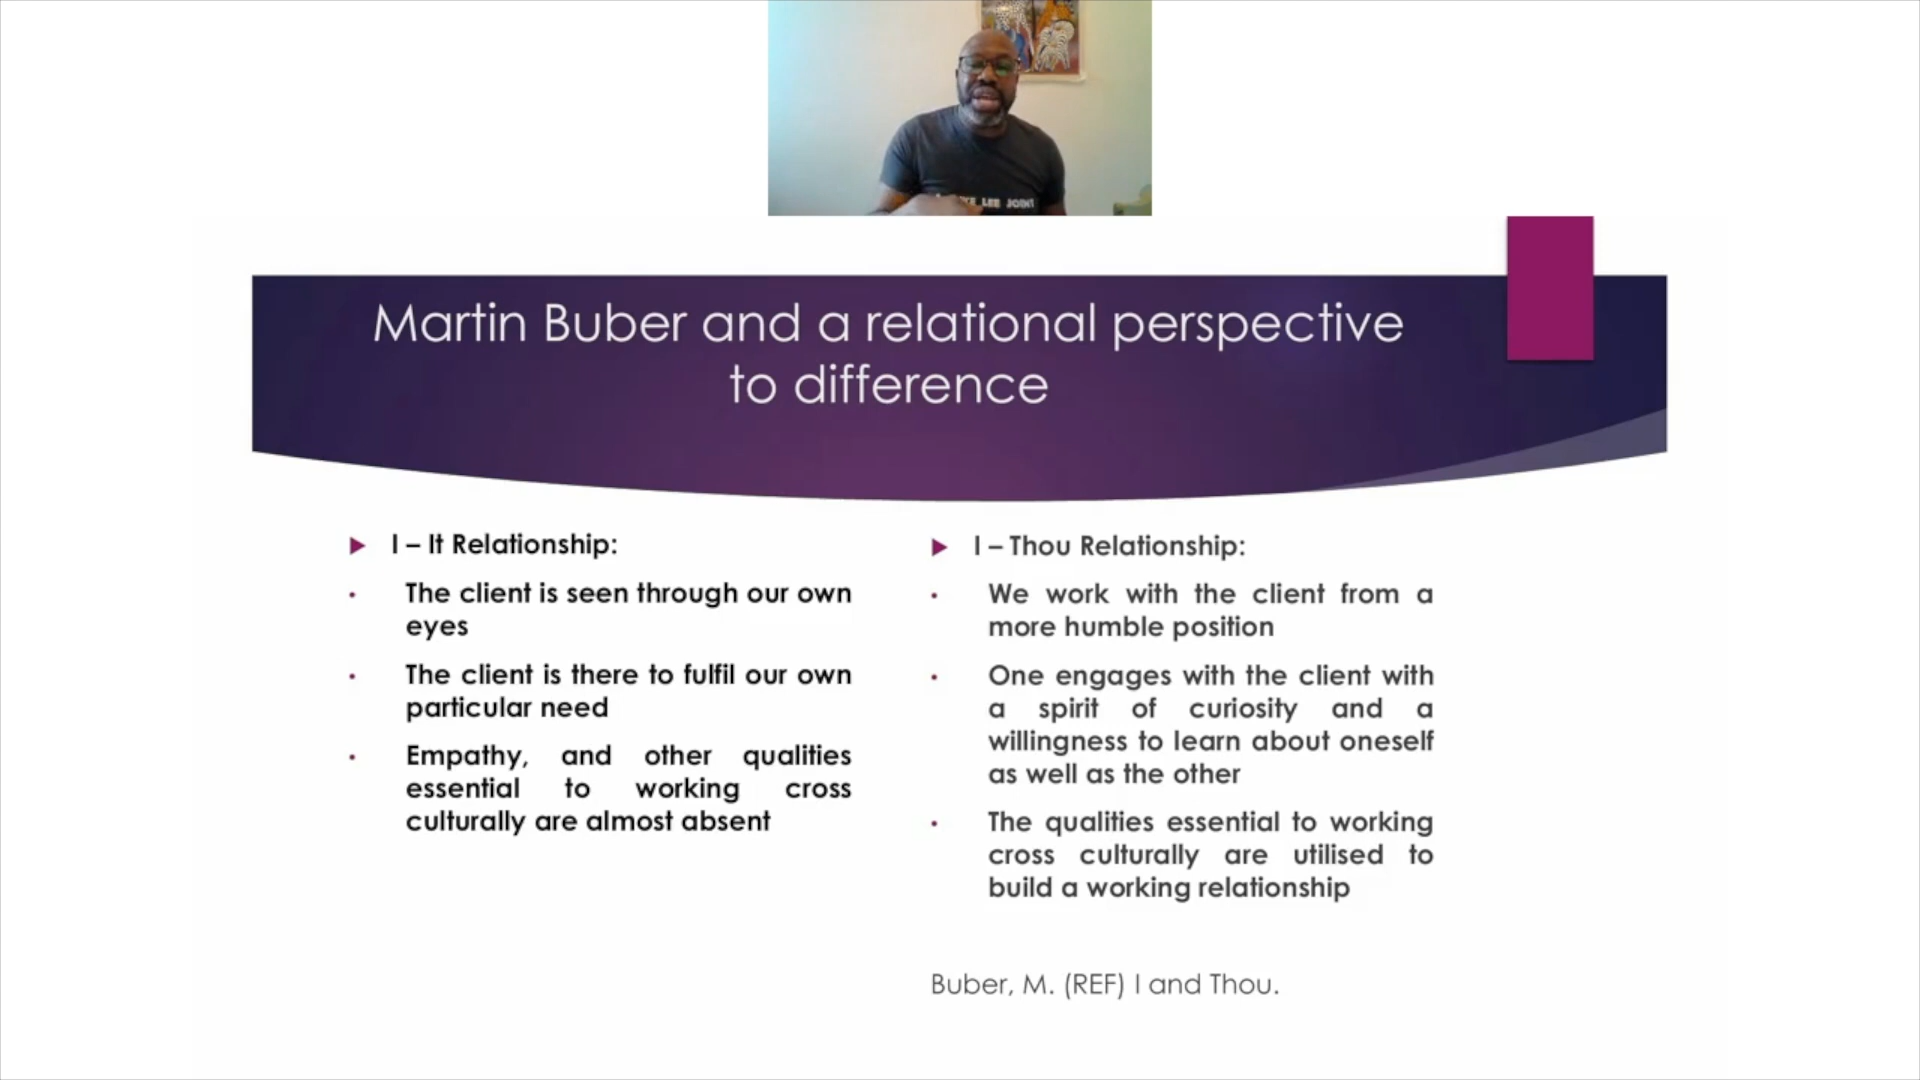 LEE JOINT
Martin Buber and a relational perspective
to difference
I – It Relationship:
The client is seen through our own
eyes
The client is there to fulfil our own
particular need
Empathy, and other qualities
essential to working cross
culturally are almost absent
I – Thou Relationship:
We work with the client from a
more humble position
One engages with the client with
a spirit of curiosity and a
willingness to learn about oneself
as well as the other
The qualities essential to working
cross culturally are utilised to
build a working relationship
Buber, M. (REF) I and Thou.